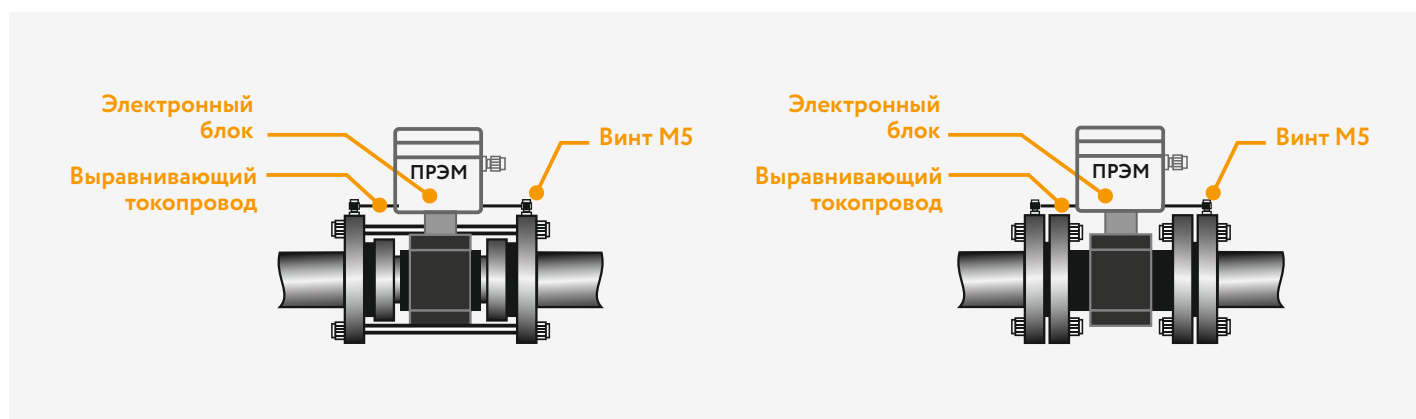 Электронный
блок
Винт М5
ПРЭМ
Выравнивающий
токопровод
Электронный
блок
Винт М5
ПРЭМ
Выравнивающий
токопровод